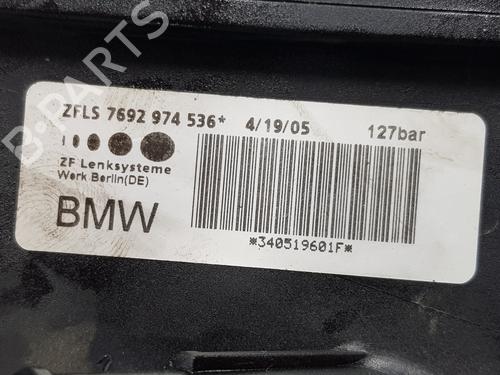 B-PARTS
ZFLS 7692 974 536* 4/19/05 127bar
ZF Lenksysteme
Werk Berlin(DE)
BMW
*340519601F*